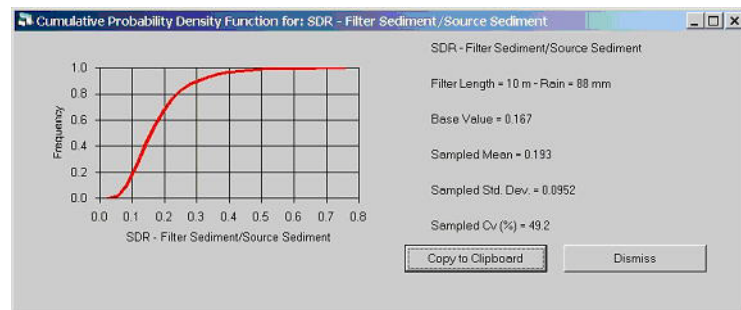 Cumulative Probability Density Function for: SDR - Filter Sediment/Source Sediment
SDR - Filter Sediment/Source Sediment
Filter Length = 10 m - Rain = 88 mm
Base Value = 0.167
Sampled Mean = 0.193
Sampled Std. Dev. = 0.0952
Sampled Cv (%) = 49.2
Frequency
1.0
0.8
0.6
0.4
0.2
0.0
0.0 0.1 0.2 0.3 0.4 0.5 0.6 0.7 0.8
SDR - Filter Sediment/Source Sediment
Copy to Clipboard
Dismiss